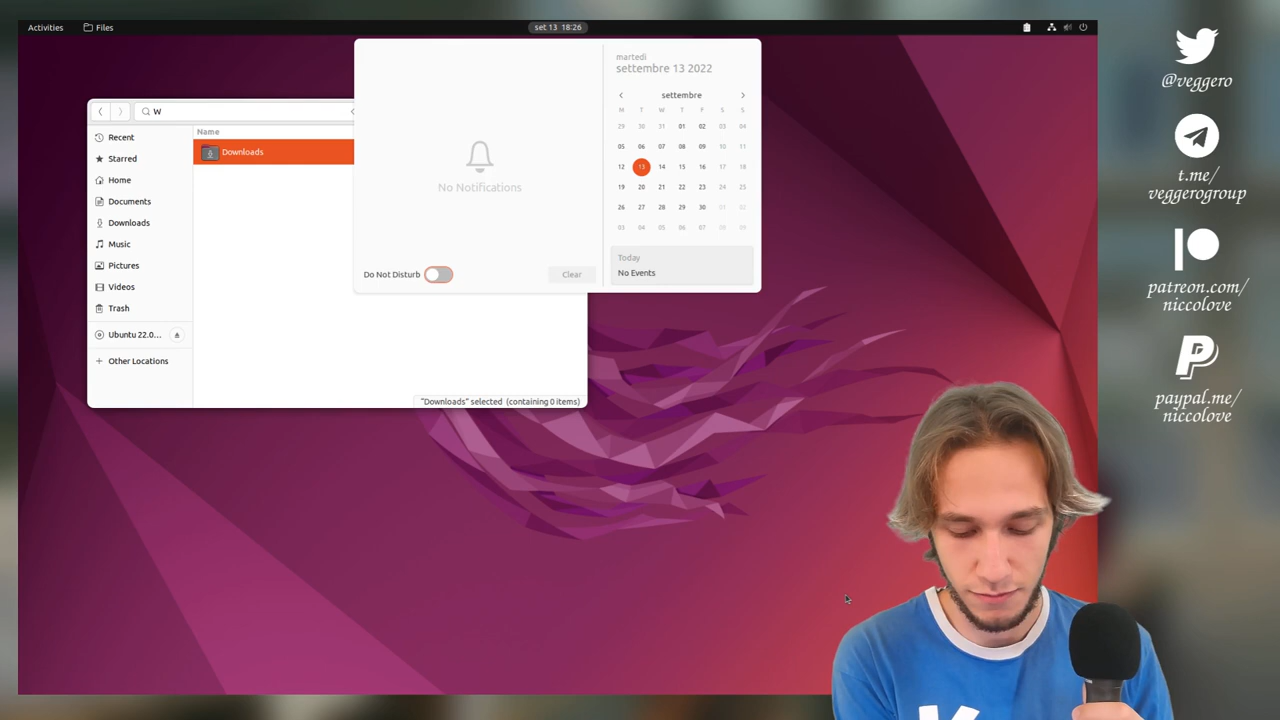 Activities
Files
set 13 18:26
W
Name
Recent
Starred
Home
Documents
Downloads
Music
Pictures
Videos
Trash
Ubuntu 22.0...
Other Locations
Downloads
"Downloads" selected (containing 0 items)
No Notifications
Do Not Disturb
Clear
martedì
settembre 13 2022
settembre
M T W T F S S
29 30 31 01 02 03 04
05 06 07 08 09 10 11
12 13 14 15 16 17 18
19 20 21 22 23 24 25
26 27 28 29 30 01 02
03 04 05 06 07 08 09
Today
No Events
@veggero
t.me/
veggerogroup
patreon.com/
niccolove
paypal.me/
niccolove
K